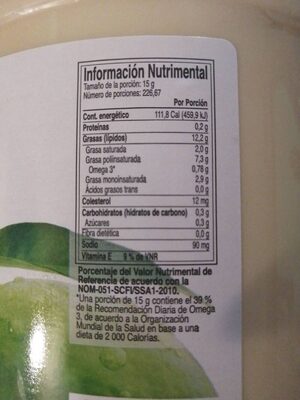 Información Nutrimental
Tamaño de la porción: 15 g
Número de porciones: 226,67
Por Porción
Cont. energético 111,8 Cal (459,9 kJ)
Proteínas 0,2 g
Grasas (lípidos) 12,2 g
Grasa saturada 2,0 g
Grasa poliinsaturada 7,3 g
Omega 3* 0,78 g
Grasa monoinsaturada 2,9 g
Ácidos grasos trans 0,0 g
Colesterol 12 mg
Carbohidratos (hidratos de carbono) 0,3 g
Azúcares 0,3 g
Fibra dietética 0,0 g
Sodio 90 mg
Vitamina E 9 % de VNR
Porcentaje del Valor Nutrimental de
Referencia de acuerdo con la
NOM-051-SCFI/SSA1-2010.
*Una porción de 15 g contiene el 39 %
de la Recomendación Diaria de Omega
3, de acuerdo a la Organización
Mundial de la Salud en base a una
dieta de 2 000 Calorías.